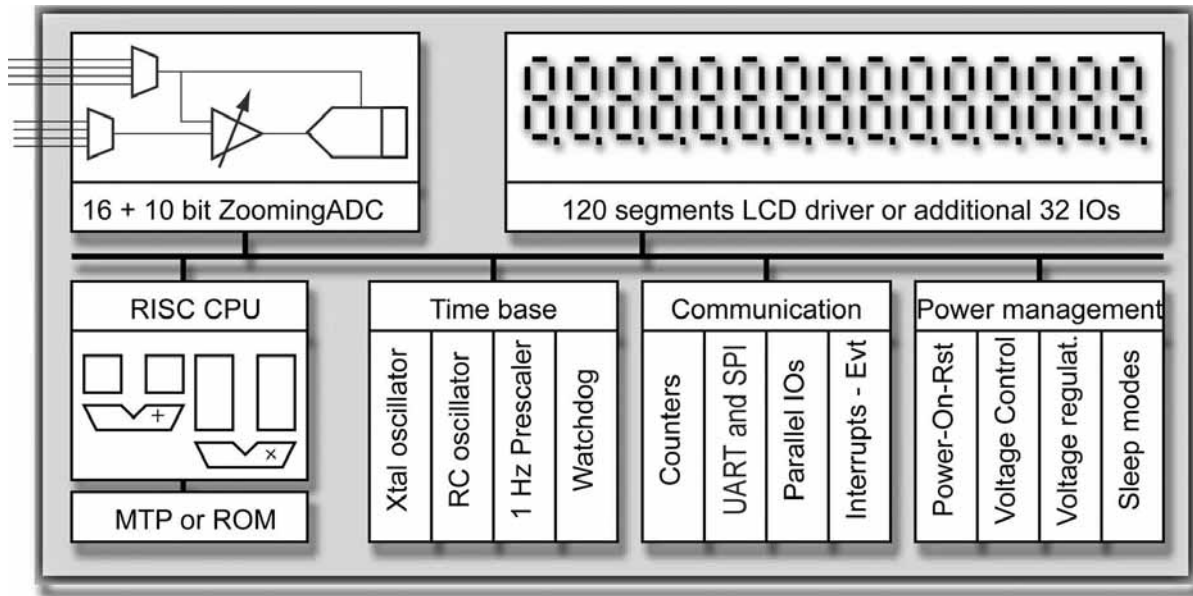 16 + 10 bit ZoomingADC
120 segments LCD driver or additional 32 IOs
RISC CPU
+
×
MTP or ROM
Time base
Xtal oscillator
RC oscillator
1 Hz Prescaler
Watchdog
Communication
Counters
UART and SPI
Parallel IOs
Interrupts - Evt
Power management
Power-On-Rst
Voltage Control
Voltage regulat.
Sleep modes